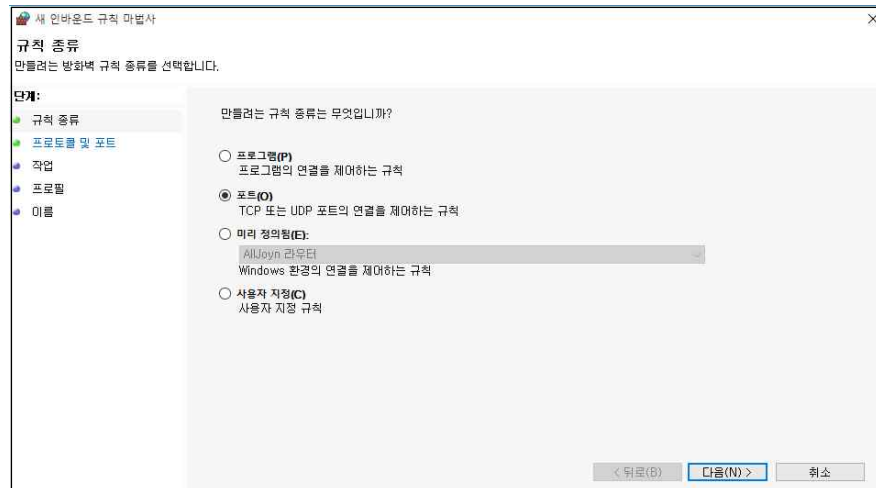 새 인바운드 규칙 마법사
규칙 종류
만들려는 방화벽 규칙 종류를 선택합니다.
단계:
규칙 종류
프로토콜 및 포트
작업
프로필
이름
만들려는 규칙 종류는 무엇입니까?
프로그램(P)
프로그램의 연결을 제어하는 규칙
포트(O)
TCP 또는 UDP 포트의 연결을 제어하는 규칙
미리 정의됨(E):
AllJoyn 라우터
Windows 환경의 연결을 제어하는 규칙
사용자 지정(C)
사용자 지정 규칙
< 뒤로(B) 다음(N) > 취소